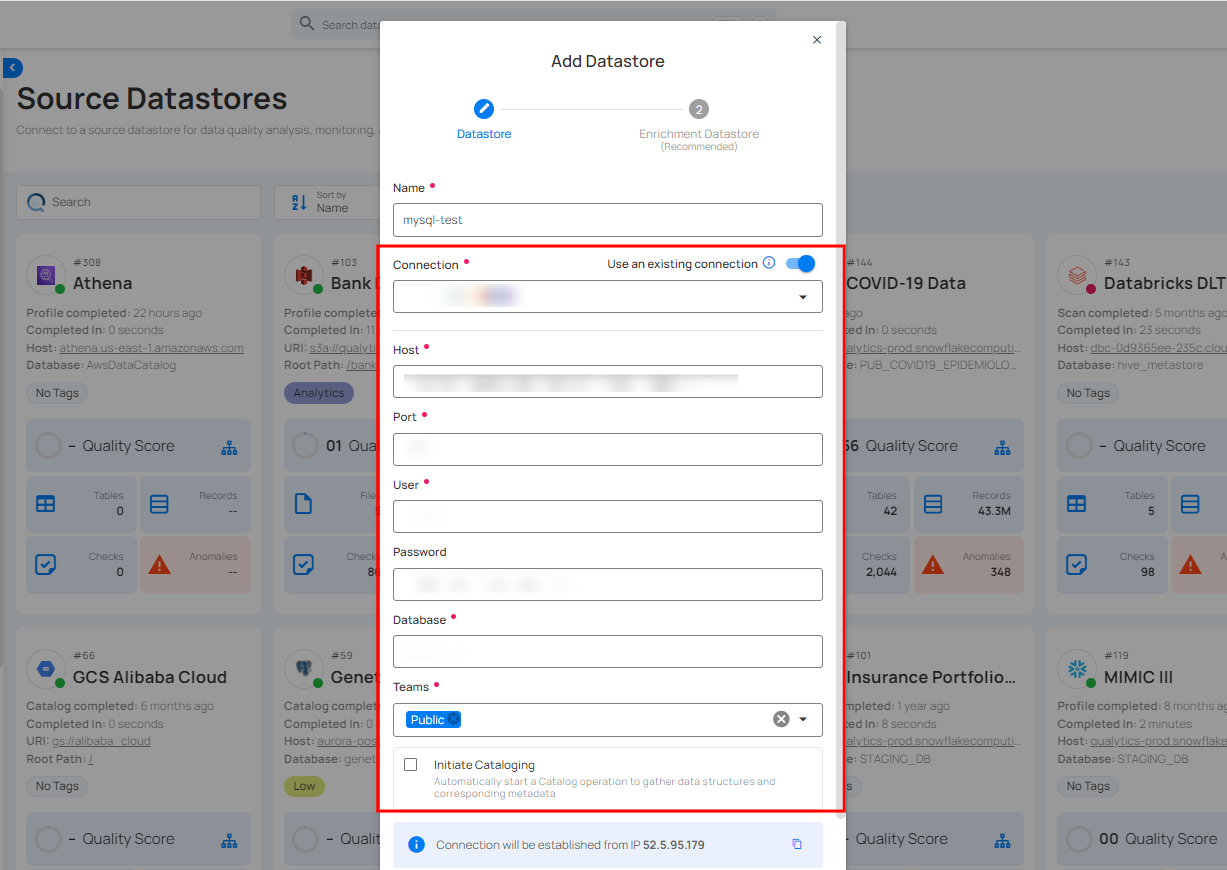 Search data
Add Datastore
2
Datastore
Enrichment Datastore
(Recommended)
Source Datastores
Connect to a source datastore for data quality analysis, monitoring,
Search
Sort by
Name
Name
mysql-test
Connection
Use an existing connection
Host
Port
User
Password
Database
Teams
Public
Initiate Cataloging
Automatically start a Catalog operation to gather data structures and
corresponding metadata
Connection will be established from IP 52.5.95.179
#308
Athena
Profile completed: 22 hours ago
Completed In: 0 seconds
Host: athena.us-east-1.amazonaws.com
Database: AwsDataCatalog
No Tags
– Quality Score
Tables
0
Records
--
Checks
0
Anomalies
--
#103
Bank
Profile complete
Completed In: 11
URI: s3a://qualyti
Root Path: /bank
Analytics
01 Qua
File
Check
#144
COVID-19 Data
ago
ed In: 0 seconds
alytics-prod.snowflakecomputi...
e: PUB_COVID19_EPIDEMIOLO...
56 Quality Score
Tables
42
Records
43.3M
Checks
2,044
Anomalies
348
#143
Databricks DLT
Scan completed: 5 months ago
Completed In: 23 seconds
Host: dbc-0d9365ee-235c.clou
Database: hive_metastore
No Tags
– Quality Score
Tables
5
Checks
98
#66
GCS Alibaba Cloud
Catalog completed: 6 months ago
Completed In: 0 seconds
URI: gs://alibaba_cloud
Root Path: /
No Tags
– Quality Score
#59
Genet
Catalog complet
Completed In: 0
Host: aurora-pos
Database: genet
Low
– Quali
#101
Insurance Portfolio...
mpleted: 1 year ago
ed In: 8 seconds
alytics-prod.snowflakecomputi...
e: STAGING_DB
s
– Quality Score
#119
MIMIC III
Profile completed: 8 months ag
Completed In: 2 minutes
Host: qualytics-prod.snowflake
Database: STAGING_DB
No Tags
00 Quality Score